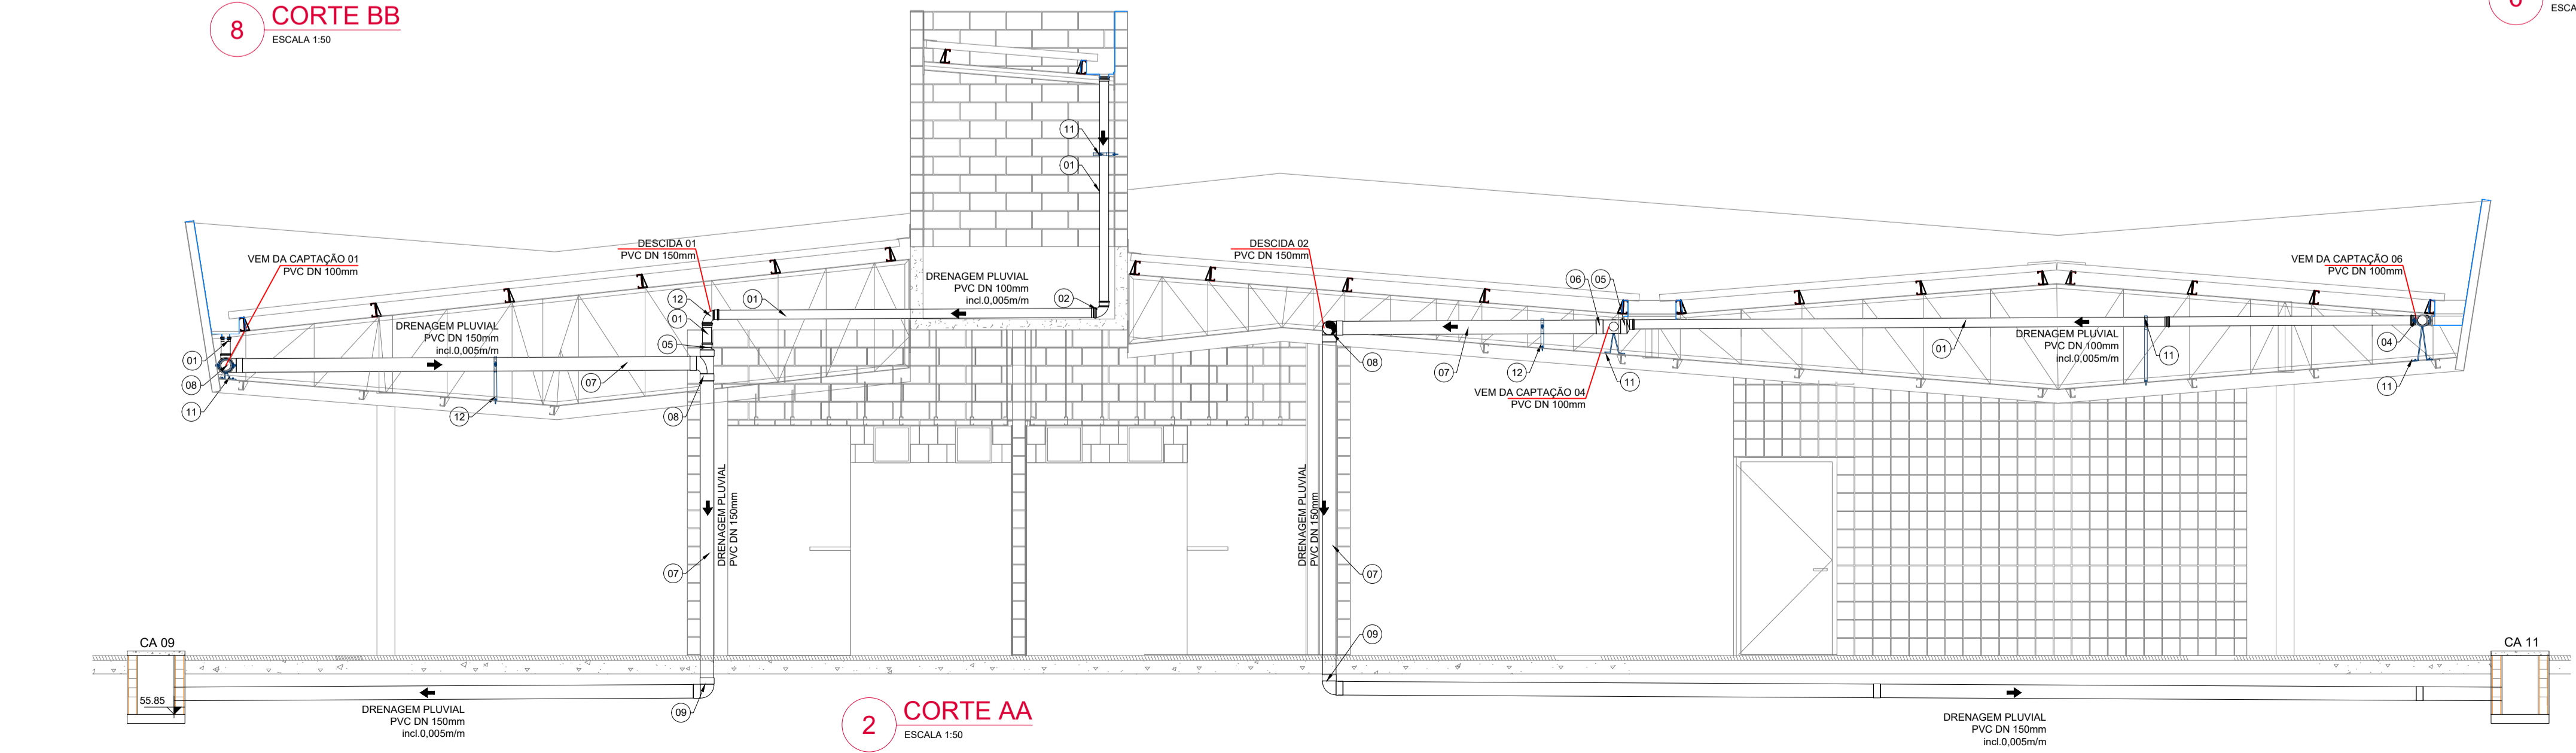 8
CORTE BB
ESCALA 1:50
6
ESCA
11
01
VEM DA CAPTAÇÃO 01
PVC DN 100mm
DESCIDA 01
PVC DN 150mm
12
01
01
05
DRENAGEM PLUVIAL
PVC DN 100mm
incl.0,005m/m
02
DRENAGEM PLUVIAL
PVC DN 150mm
incl.0,005m/m
01
08
11
12
07
08
DESCIDA 02
PVC DN 150mm
06
05
08
07
12
11
VEM DA CAPTAÇÃO 04
PVC DN 100mm
VEM DA CAPTAÇÃO 06
PVC DN 100mm
01
DRENAGEM PLUVIAL
PVC DN 100mm
incl.0,005m/m
11
04
11
DRENAGEM PLUVIAL
PVC DN 150mm
07
DRENAGEM PLUVIAL
PVC DN 150mm
07
09
CA 09
55.85
DRENAGEM PLUVIAL
PVC DN 150mm
incl.0,005m/m
09
2
CORTE AA
ESCALA 1:50
DRENAGEM PLUVIAL
PVC DN 150mm
incl.0,005m/m
CA 11